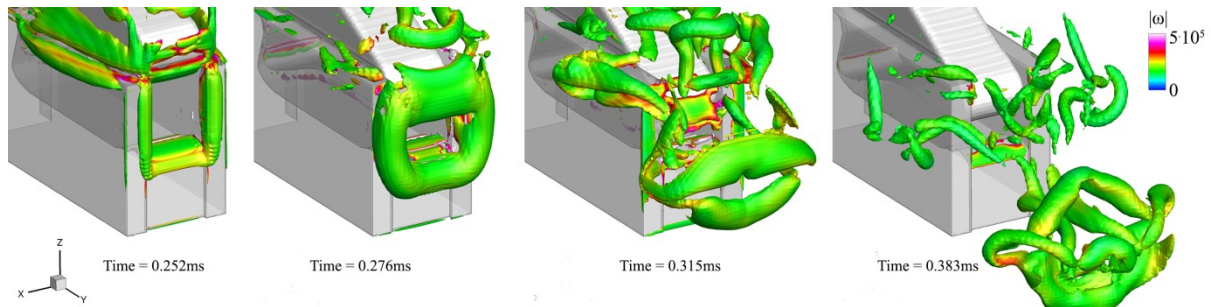 |ω|
5·10⁵
0
Z
X
Y
Time = 0.252ms
Time = 0.276ms
Time = 0.315ms
Time = 0.383ms